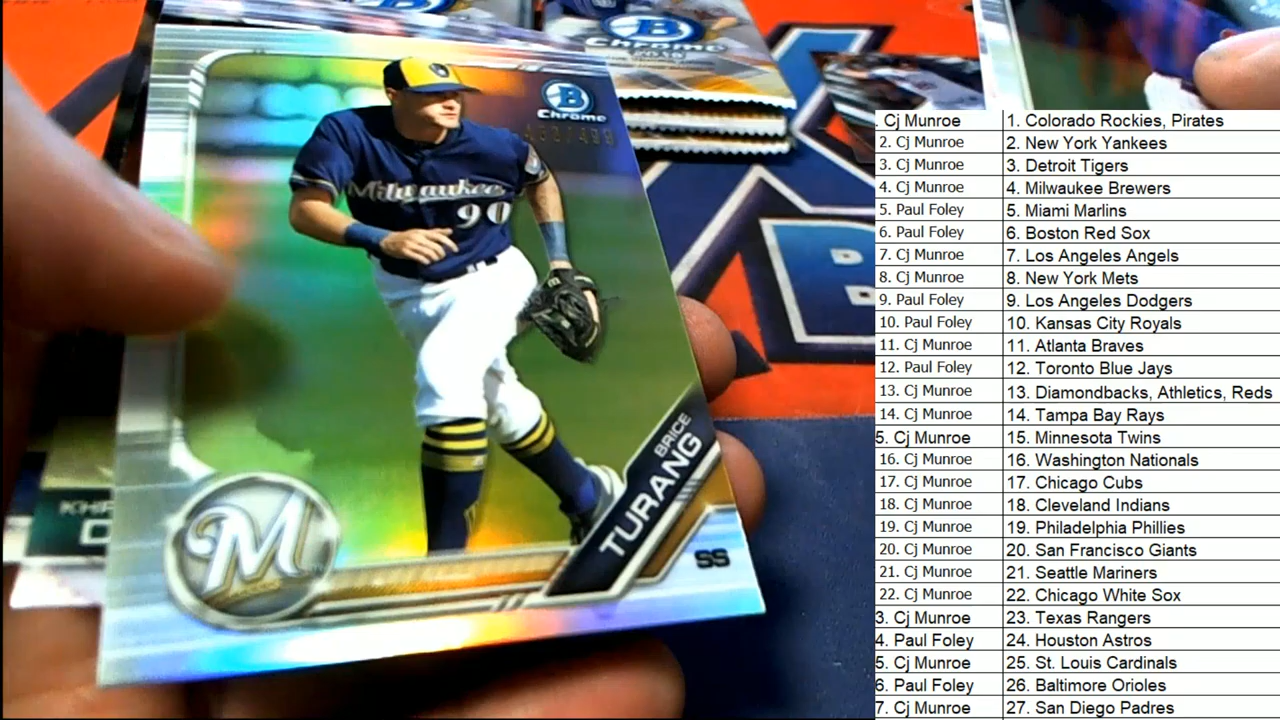 Chrome
2019
Chrome
/499
Milwaukee
90
BRICE
TURANG
SS
M
KHR
. Cj Munroe 1. Colorado Rockies, Pirates
2. Cj Munroe 2. New York Yankees
3. Cj Munroe 3. Detroit Tigers
4. Cj Munroe 4. Milwaukee Brewers
5. Paul Foley 5. Miami Marlins
6. Paul Foley 6. Boston Red Sox
7. Cj Munroe 7. Los Angeles Angels
8. Cj Munroe 8. New York Mets
9. Paul Foley 9. Los Angeles Dodgers
10. Paul Foley 10. Kansas City Royals
11. Cj Munroe 11. Atlanta Braves
12. Paul Foley 12. Toronto Blue Jays
13. Cj Munroe 13. Diamondbacks, Athletics, Reds
14. Cj Munroe 14. Tampa Bay Rays
5. Cj Munroe 15. Minnesota Twins
16. Cj Munroe 16. Washington Nationals
17. Cj Munroe 17. Chicago Cubs
18. Cj Munroe 18. Cleveland Indians
19. Cj Munroe 19. Philadelphia Phillies
20. Cj Munroe 20. San Francisco Giants
21. Cj Munroe 21. Seattle Mariners
22. Cj Munroe 22. Chicago White Sox
3. Cj Munroe 23. Texas Rangers
4. Paul Foley 24. Houston Astros
5. Cj Munroe 25. St. Louis Cardinals
6. Paul Foley 26. Baltimore Orioles
7. Cj Munroe 27. San Diego Padres